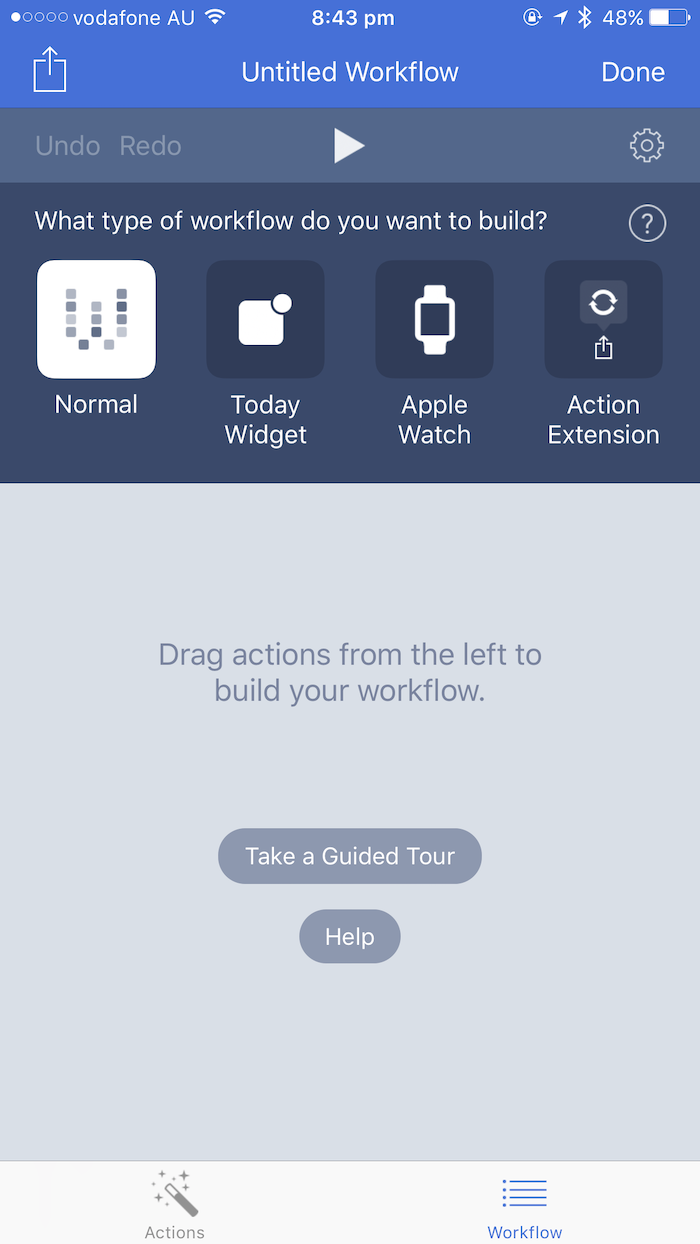 vodafone AU 8:43 pm 48%
Untitled Workflow Done
Undo Redo
What type of workflow do you want to build? ?
Normal Today Widget Apple Watch Action Extension
Drag actions from the left to
build your workflow.
Take a Guided Tour
Help
Actions Workflow